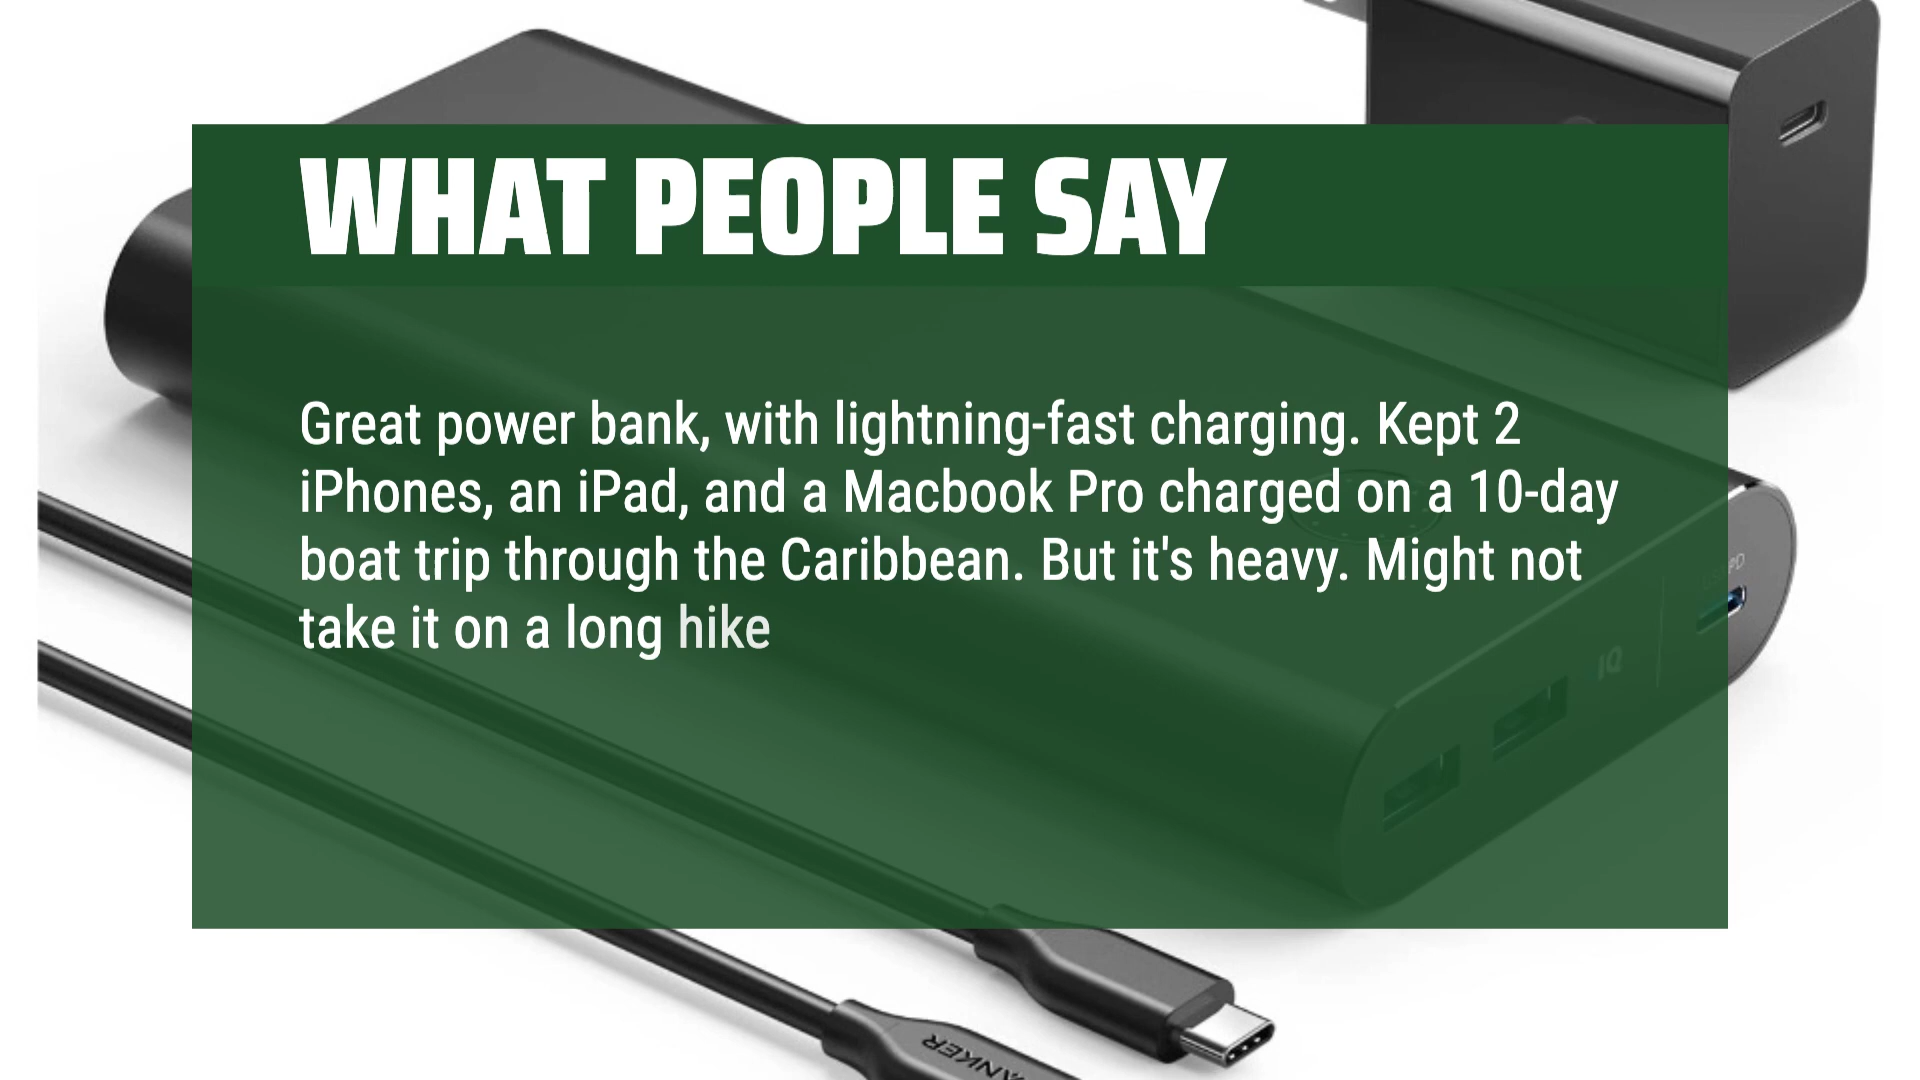 WHAT PEOPLE SAY
Great power bank, with lightning-fast charging. Kept 2
iPhones, an iPad, and a Macbook Pro charged on a 10-day
boat trip through the Caribbean. But it's heavy. Might not
take it on a long hike
PD
IQ
ANKER